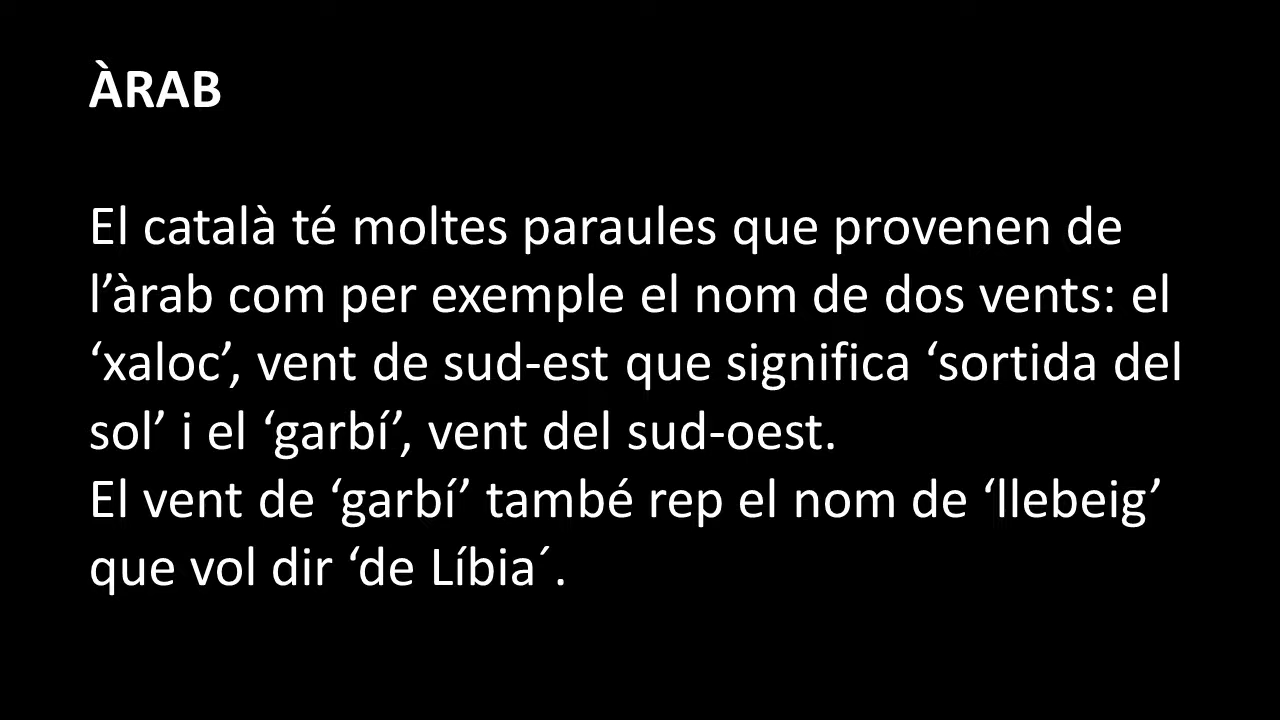 ÀRAB
El català té moltes paraules que provenen de
l’àrab com per exemple el nom de dos vents: el
‘xaloc’, vent de sud-est que significa ‘sortida del
sol’ i el ‘garbí’, vent del sud-oest.
El vent de ‘garbí’ també rep el nom de ‘llebeig’
que vol dir ‘de Líbia´.